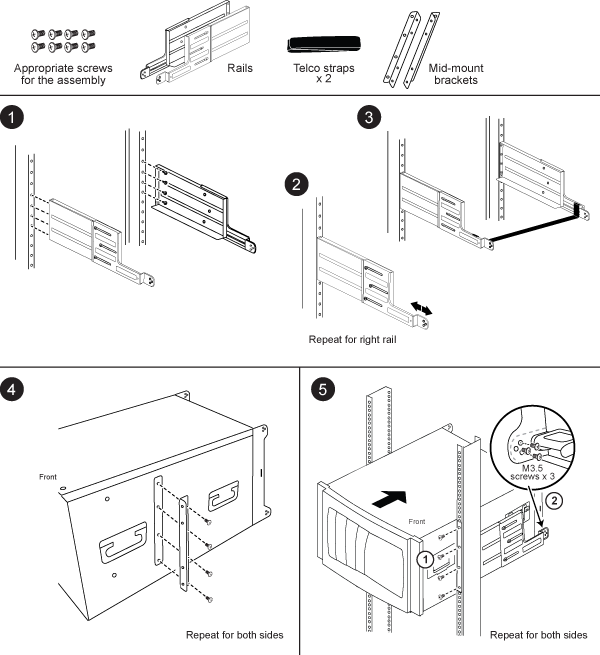 Appropriate screws
for the assembly
Rails
Telco straps
x 2
Mid-mount
brackets
1
2
3
Repeat for right rail
4
Front
Repeat for both sides
5
M3.5
screws x 3
2
Front
1
Repeat for both sides